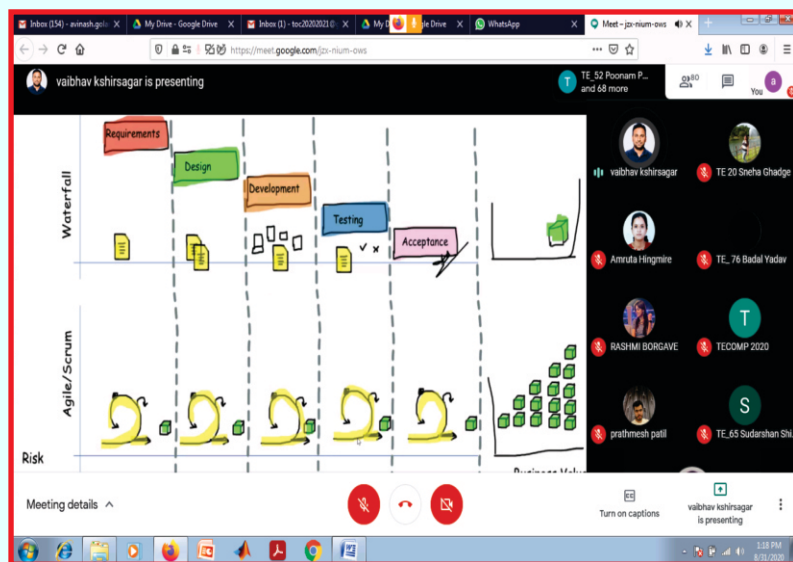 Inbox (154) - avinash.gola
My Drive - Google Drive
Inbox (1) - toc20202021@
My D
le Drive
WhatsApp
Meet – jzx-nium-ows
https://meet.google.com/jzx-nium-ows
vaibhav kshirsagar is presenting
TE_52 Poonam P...
and 68 more
80
You
a
Requirements
Design
Development
Testing
Acceptance
Waterfall
Agile/Scrum
Risk
vaibhav kshirsagar
TE 20 Sneha Ghadge
Amruta Hingmire
TE_ 76 Badal Yadav
RASHMI BORGAVE
T
TECOMP 2020
prathmesh patil
S
TE_65 Sudarshan Shi.
Meeting details
Turn on captions
vaibhav kshirsagar
is presenting
1:18 PM
8/31/2020